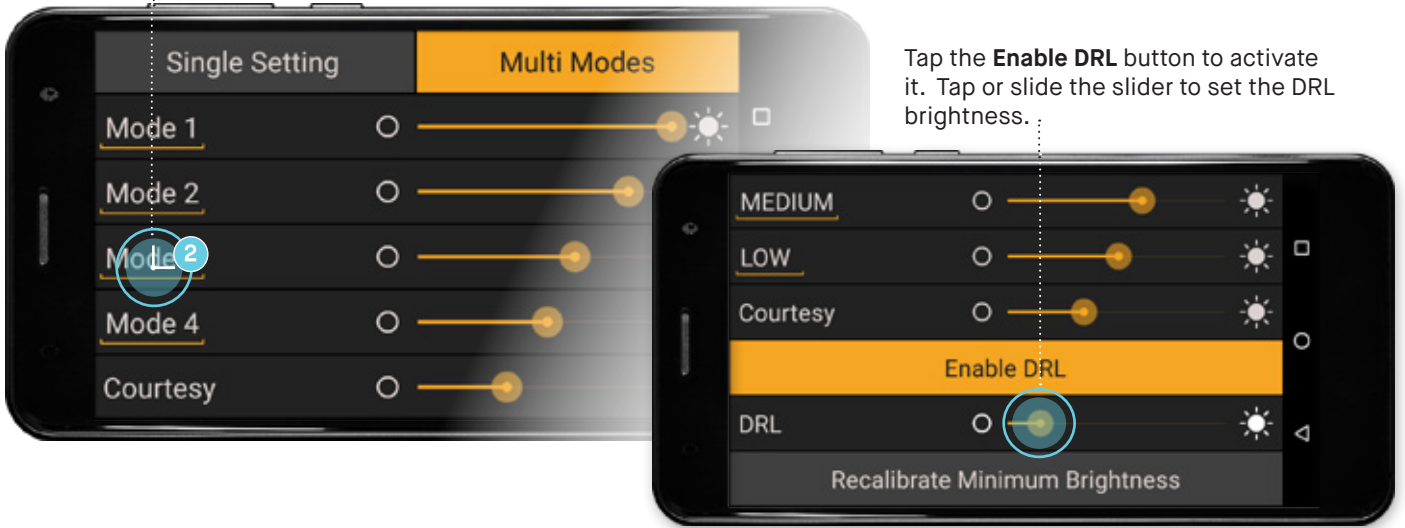 Single Setting
Multi Modes
Mode 1
Mode 2
Mode
2
Mode 4
Courtesy
Tap the Enable DRL button to activate
it. Tap or slide the slider to set the DRL
brightness.
MEDIUM
LOW
Courtesy
Enable DRL
DRL
Recalibrate Minimum Brightness